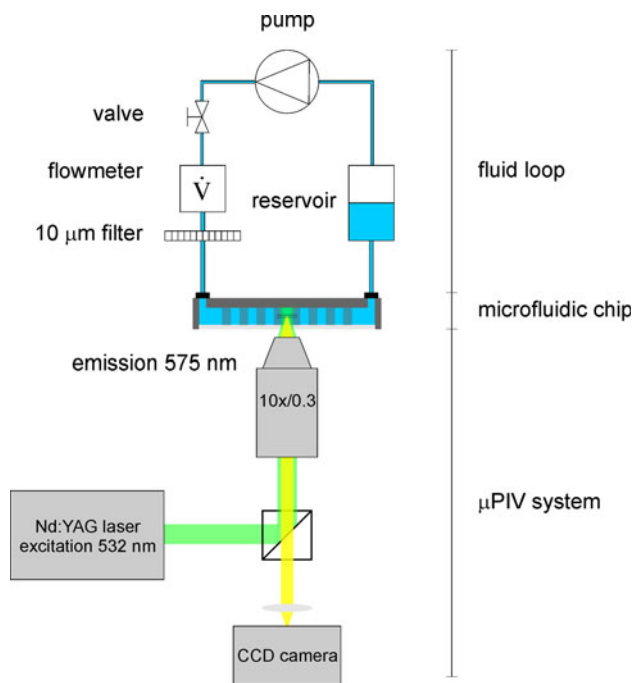 pump
valve
flowmeter
V̇
fluid loop
reservoir
10 μm filter
microfluidic chip
emission 575 nm
10x/0.3
μPIV system
Nd:YAG laser
excitation 532 nm
CCD camera